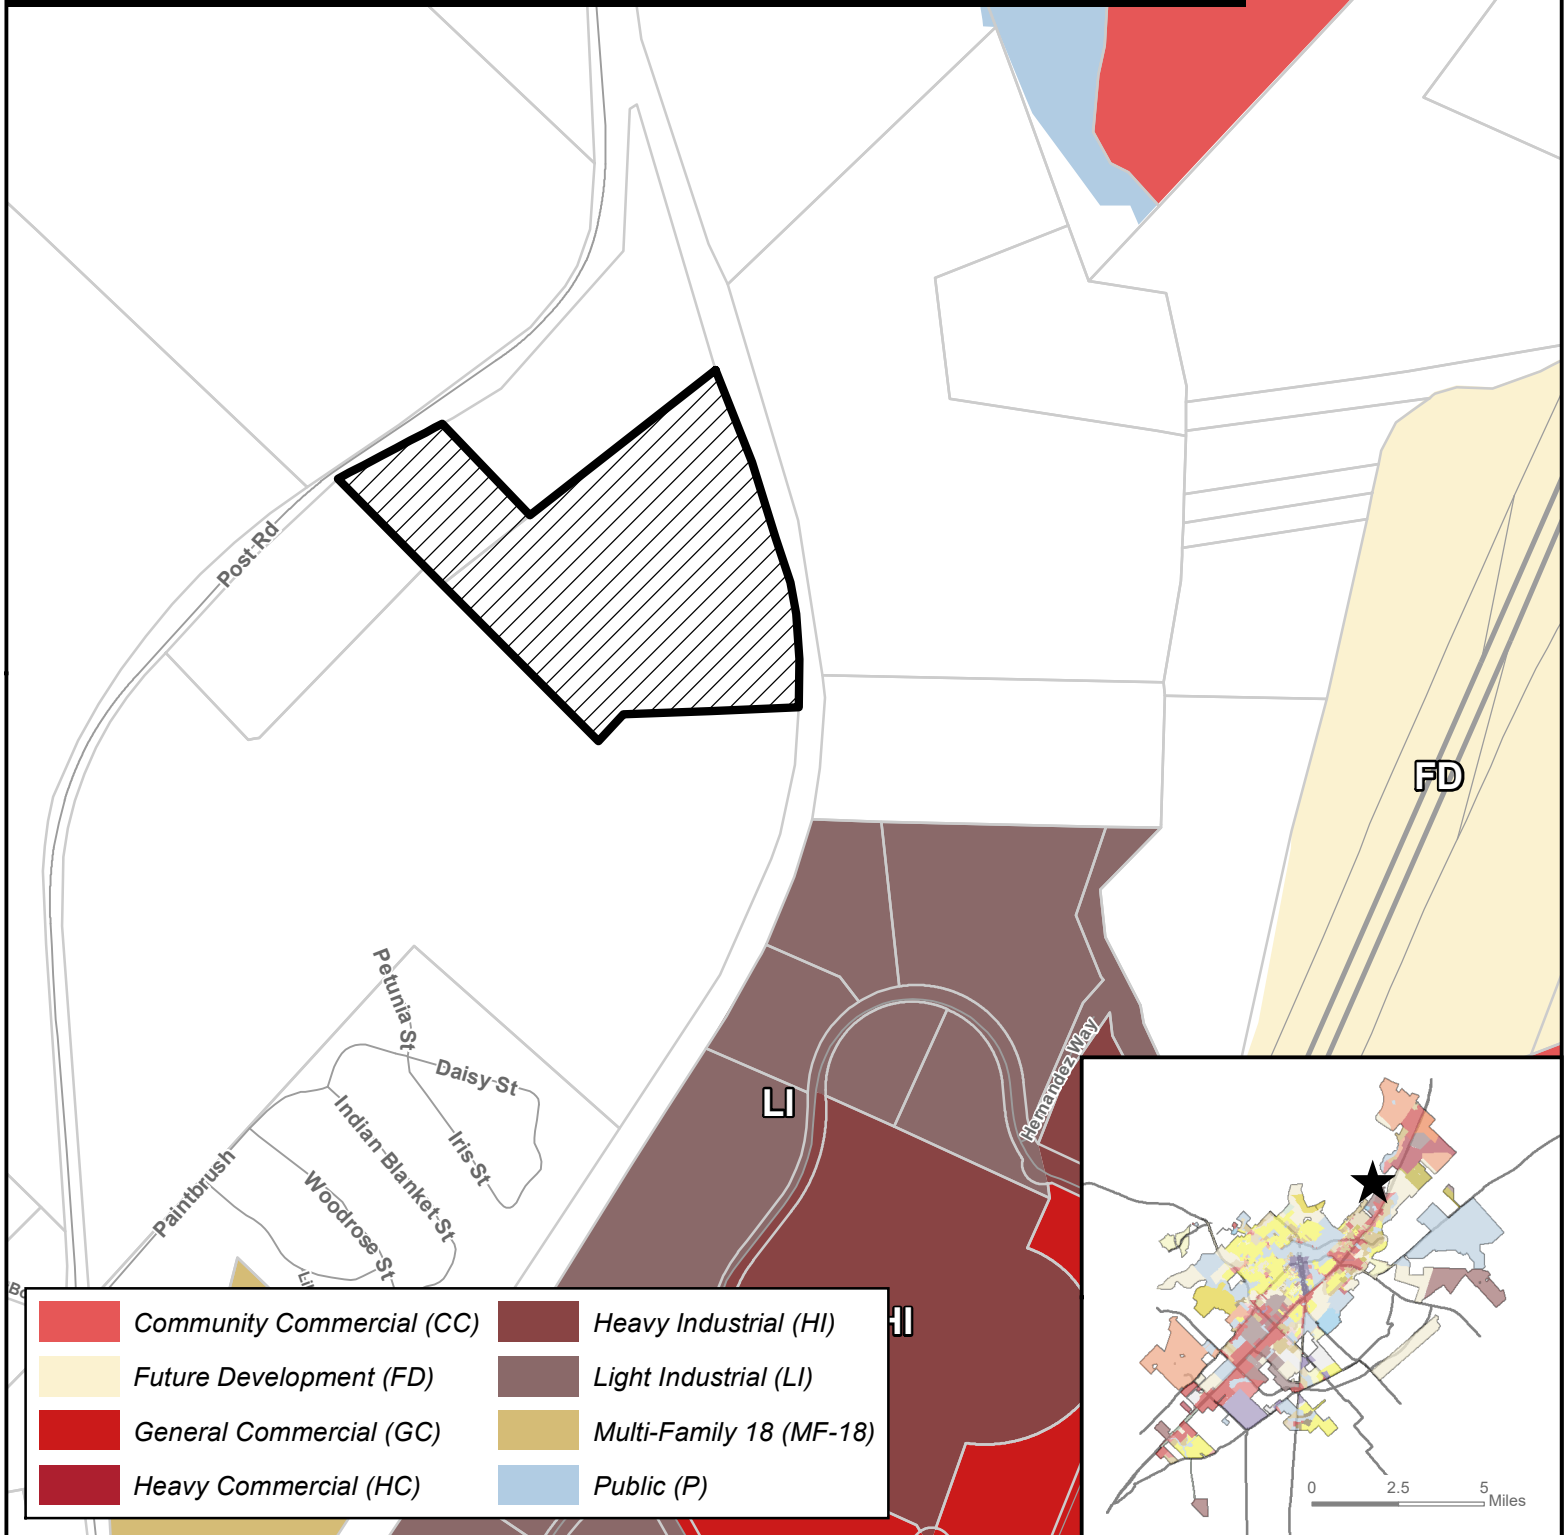 Post Rd
FD
Petunia St
Daisy St
LI
Hernandez Way
Indian Blanket St
Iris St
Paintbrush
Woodrose St
HI
Community Commercial (CC)
Future Development (FD)
General Commercial (GC)
Heavy Commercial (HC)
Heavy Industrial (HI)
Light Industrial (LI)
Multi-Family 18 (MF-18)
Public (P)
0 2.5 5
Miles